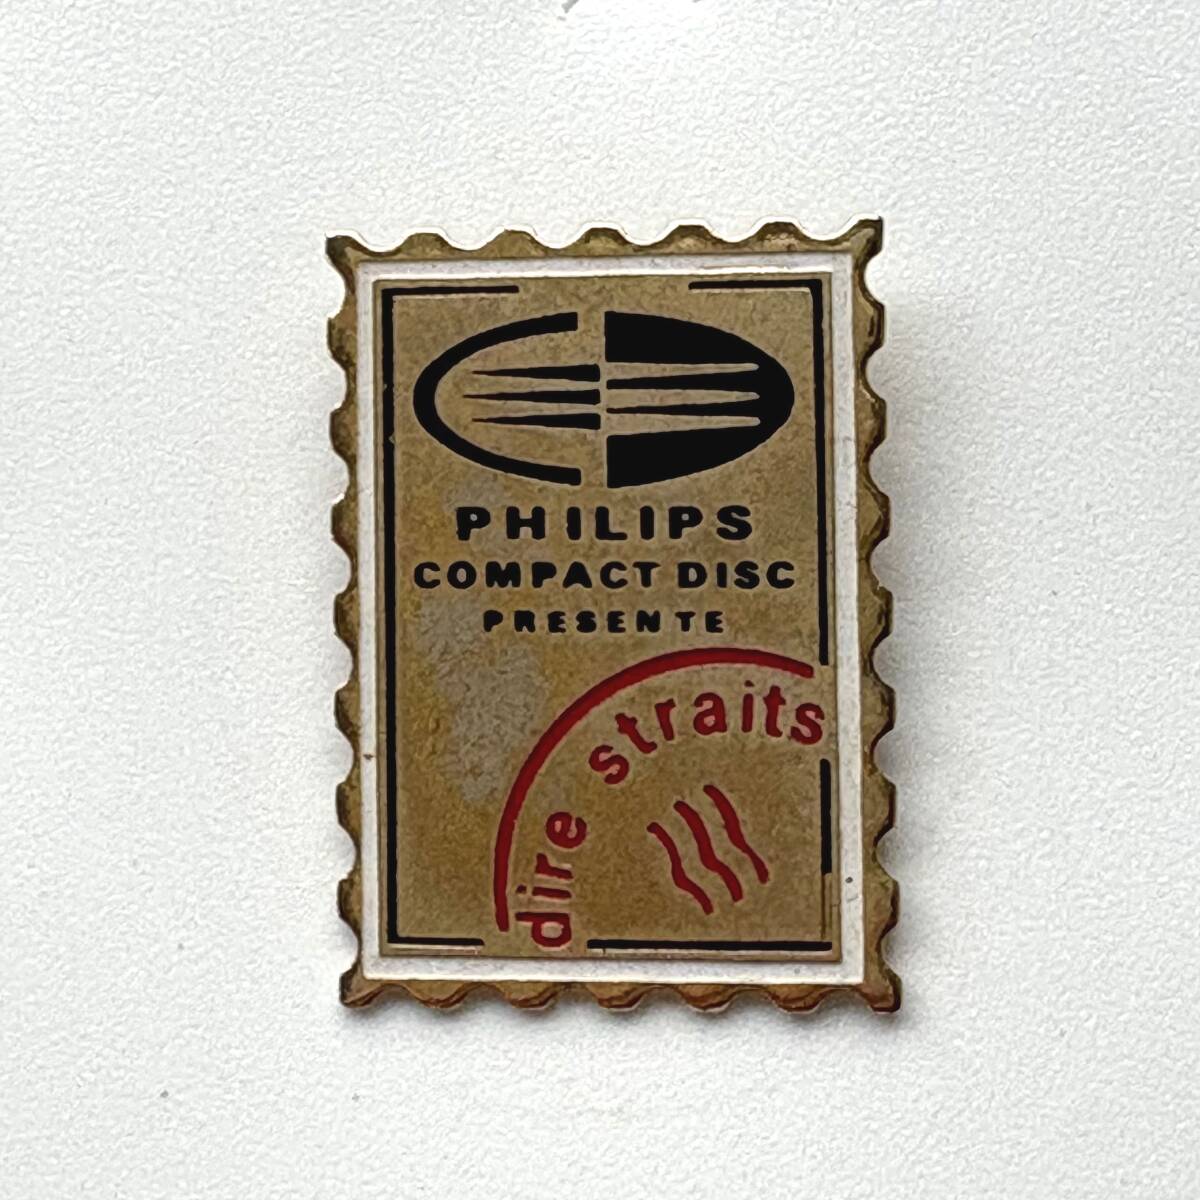 PHILIPS
COMPACT DISC
PRESENTE
dire straits